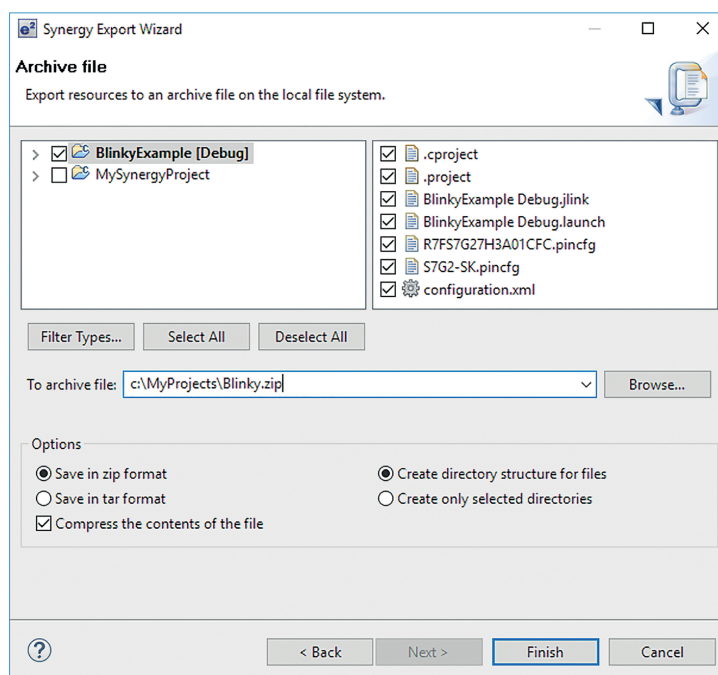 e² Synergy Export Wizard
Archive file
Export resources to an archive file on the local file system.
BlinkyExample [Debug]
MySynergyProject
.cproject
.project
BlinkyExample Debug.jlink
BlinkyExample Debug.launch
R7FS7G27H3A01CFC.pincfg
S7G2-SK.pincfg
configuration.xml
Filter Types...
Select All
Deselect All
To archive file:
c:\MyProjects\Blinky.zip
Browse...
Options
Save in zip format
Create directory structure for files
Save in tar format
Create only selected directories
Compress the contents of the file
?
< Back
Next >
Finish
Cancel